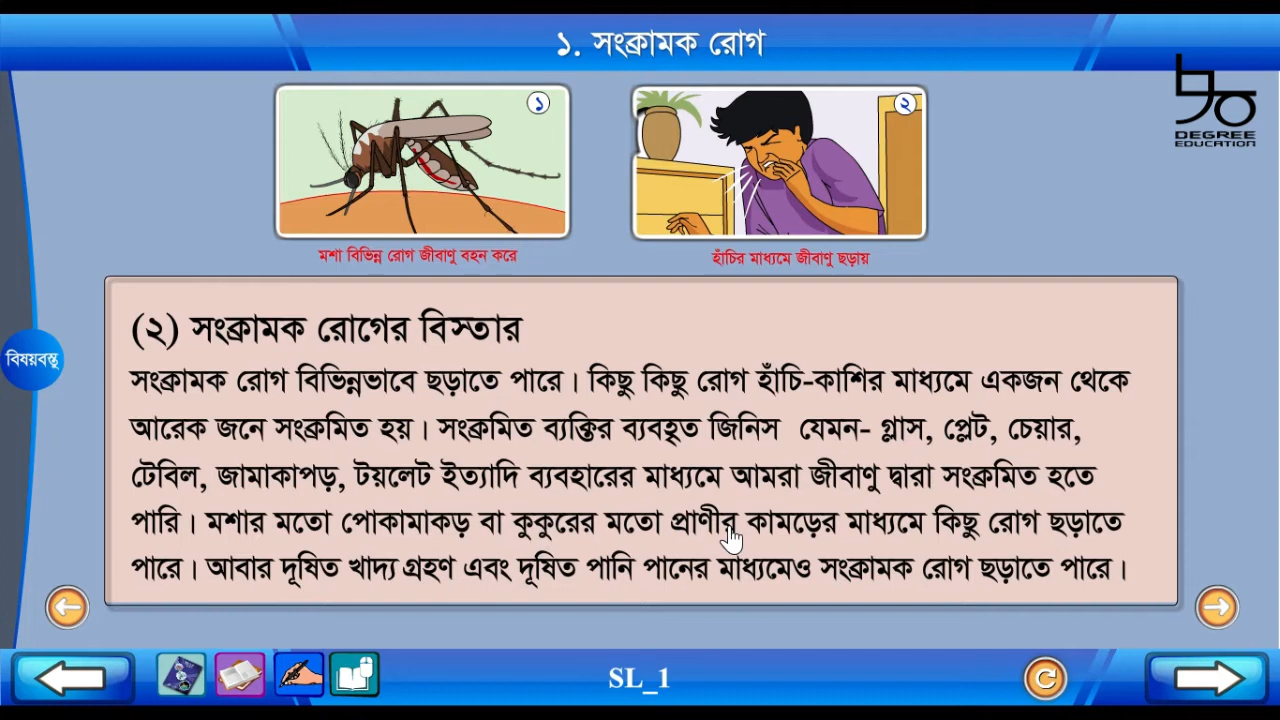 ১. সংক্রামক রোগ
১
২
DEGREE
EDUCATION
মশা বিভিন্ন রোগ জীবাণু বহন করে
হাঁচির মাধ্যমে জীবাণু ছড়ায়
(২) সংক্রামক রোগের বিস্তার
সংক্রামক রোগ বিভিন্নভাবে ছড়াতে পারে। কিছু কিছু রোগ হাঁচি-কাশির মাধ্যমে একজন থেকে
আরেক জনে সংক্রমিত হয়। সংক্রমিত ব্যক্তির ব্যবহৃত জিনিস যেমন- গ্লাস, প্লেট, চেয়ার,
টেবিল, জামাকাপড়, টয়লেট ইত্যাদি ব্যবহারের মাধ্যমে আমরা জীবাণু দ্বারা সংক্রমিত হতে
পারি। মশার মতো পোকামাকড় বা কুকুরের মতো প্রাণীর কামড়ের মাধ্যমে কিছু রোগ ছড়াতে
পারে। আবার দূষিত খাদ্য গ্রহণ এবং দূষিত পানি পানের মাধ্যমেও সংক্রামক রোগ ছড়াতে পারে।
বিষয়বস্তু
SL_1